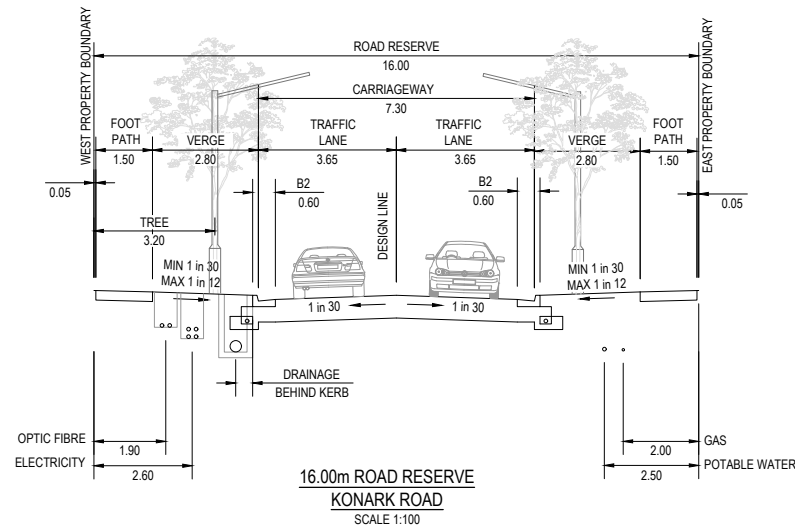 ROAD RESERVE
16.00
WEST PROPERTY BOUNDARY
EAST PROPERTY BOUNDARY
CARRIAGEWAY
7.30
FOOT
PATH
1.50
VERGE
2.80
TRAFFIC
LANE
3.65
TRAFFIC
LANE
3.65
VERGE
2.80
FOOT
PATH
1.50
0.05
B2
0.60
DESIGN LINE
B2
0.60
0.05
TREE
3.20
MIN 1 in 30
MAX 1 in 12
MIN 1 in 30
MAX 1 in 12
1 in 30
1 in 30
DRAINAGE
BEHIND KERB
OPTIC FIBRE
1.90
ELECTRICITY
2.60
GAS
2.00
POTABLE WATER
2.50
16.00m ROAD RESERVE
KONARK ROAD
SCALE 1:100